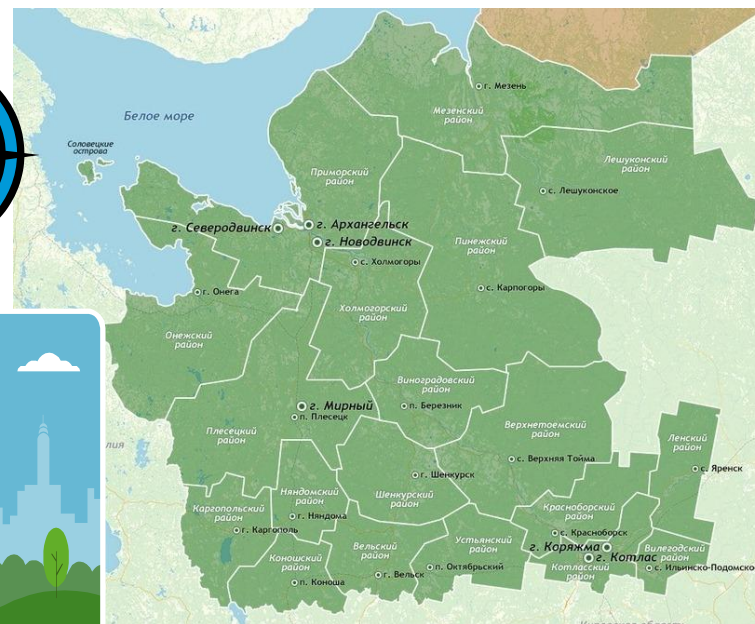 г. Мезень
Мезенский
район
Белое море
Соловецкие
острова
Лешуконский
район
Приморский
район
с. Лешуконское
г. Северодвинск
г. Архангельск
г. Новодвинск
Пинежский
район
с. Холмогоры
г. Онега
с. Карпогоры
Холмогорский
район
Онежский
район
Виноградовский
район
г. Мирный
п. Плесецк
п. Березник
Плесецкий
район
Верхнетоемский
район
Ленский
район
с. Верхняя Тойма
с. Яренск
г. Шенкурск
Няндомский
район
Шенкурский
район
Каргопольский
район
г. Няндома
Красноборский
район
г. Каргополь
с. Красноборск
Устьянский
район
Вельский
район
г. Коряжма
Вилегодский
район
Коношский
район
г. Котлас
Котласский
район
п. Октябрьский
с. Ильинско-Подомско
г. Вельск
п. Коноша